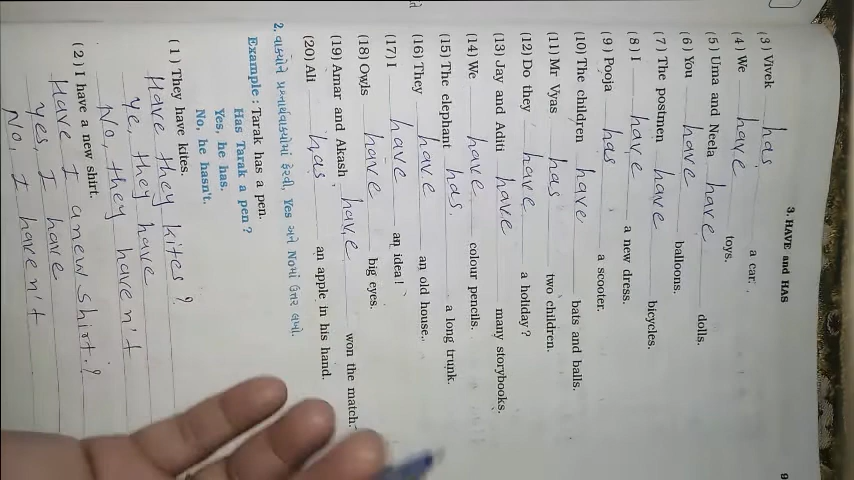 3. HAVE and HAS
9
(3) Vivek has a car.
(4) We have toys.
(5) Uma and Neela have dolls.
(6) You have balloons.
(7) The postmen have bicycles.
(8) I have a new dress.
(9) Pooja has a scooter.
(10) The children have bats and balls.
(11) Mr Vyas has two children.
(12) Do they have a holiday?
(13) Jay and Aditi have many storybooks.
(14) We have colour pencils.
(15) The elephant has. a long trunk.
(16) They have an old house.
(17) I have an idea!
(18) Owls have big eyes.
(19) Amar and Akash have won the match.
(20) Ali has an apple in his hand.
2. વાક્યોને પ્રશ્નાર્થવાક્યોમાં ફેરવી, Yes અને Noમાં ઉત્તર લખો.
Example : Tarak has a pen.
Has Tarak a pen ?
Yes, he has.
No, he hasn't.
(1) They have kites.
Have they kites ?
Ye, they have
No, they haven't
(2) I have a new shirt.
Have I a new shirt.?
Yes, I have
No, I haven't